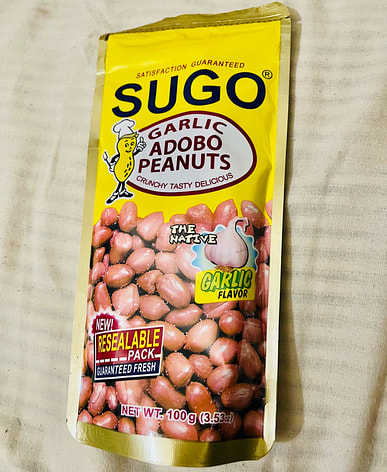 SATISFACTION GUARANTEED
SUGO®
GARLIC
ADOBO
PEANUTS
CRUNCHY TASTY DELICIOUS
THE
NATIVE
GARLIC
FLAVOR
NEW!
RESEALABLE
PACK
GUARANTEED FRESH
NET WT. 100g (3.53oz)